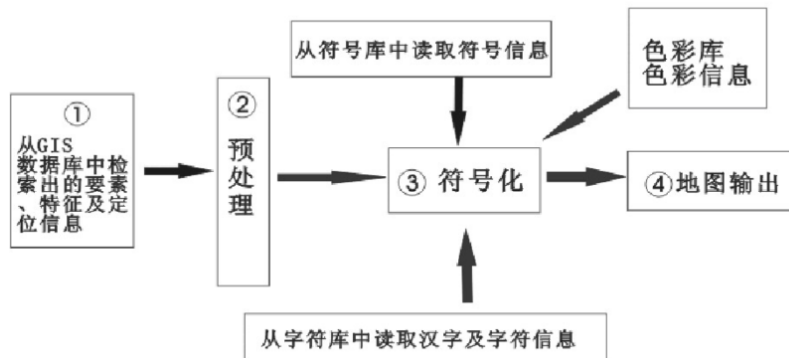 从符号库中读取符号信息
色彩库
色彩信息
①
从GIS
数据库中检
索出的要素
、特征及定
位信息
②
预
处
理
③ 符号化
④地图输出
从字符库中读取汉字及字符信息